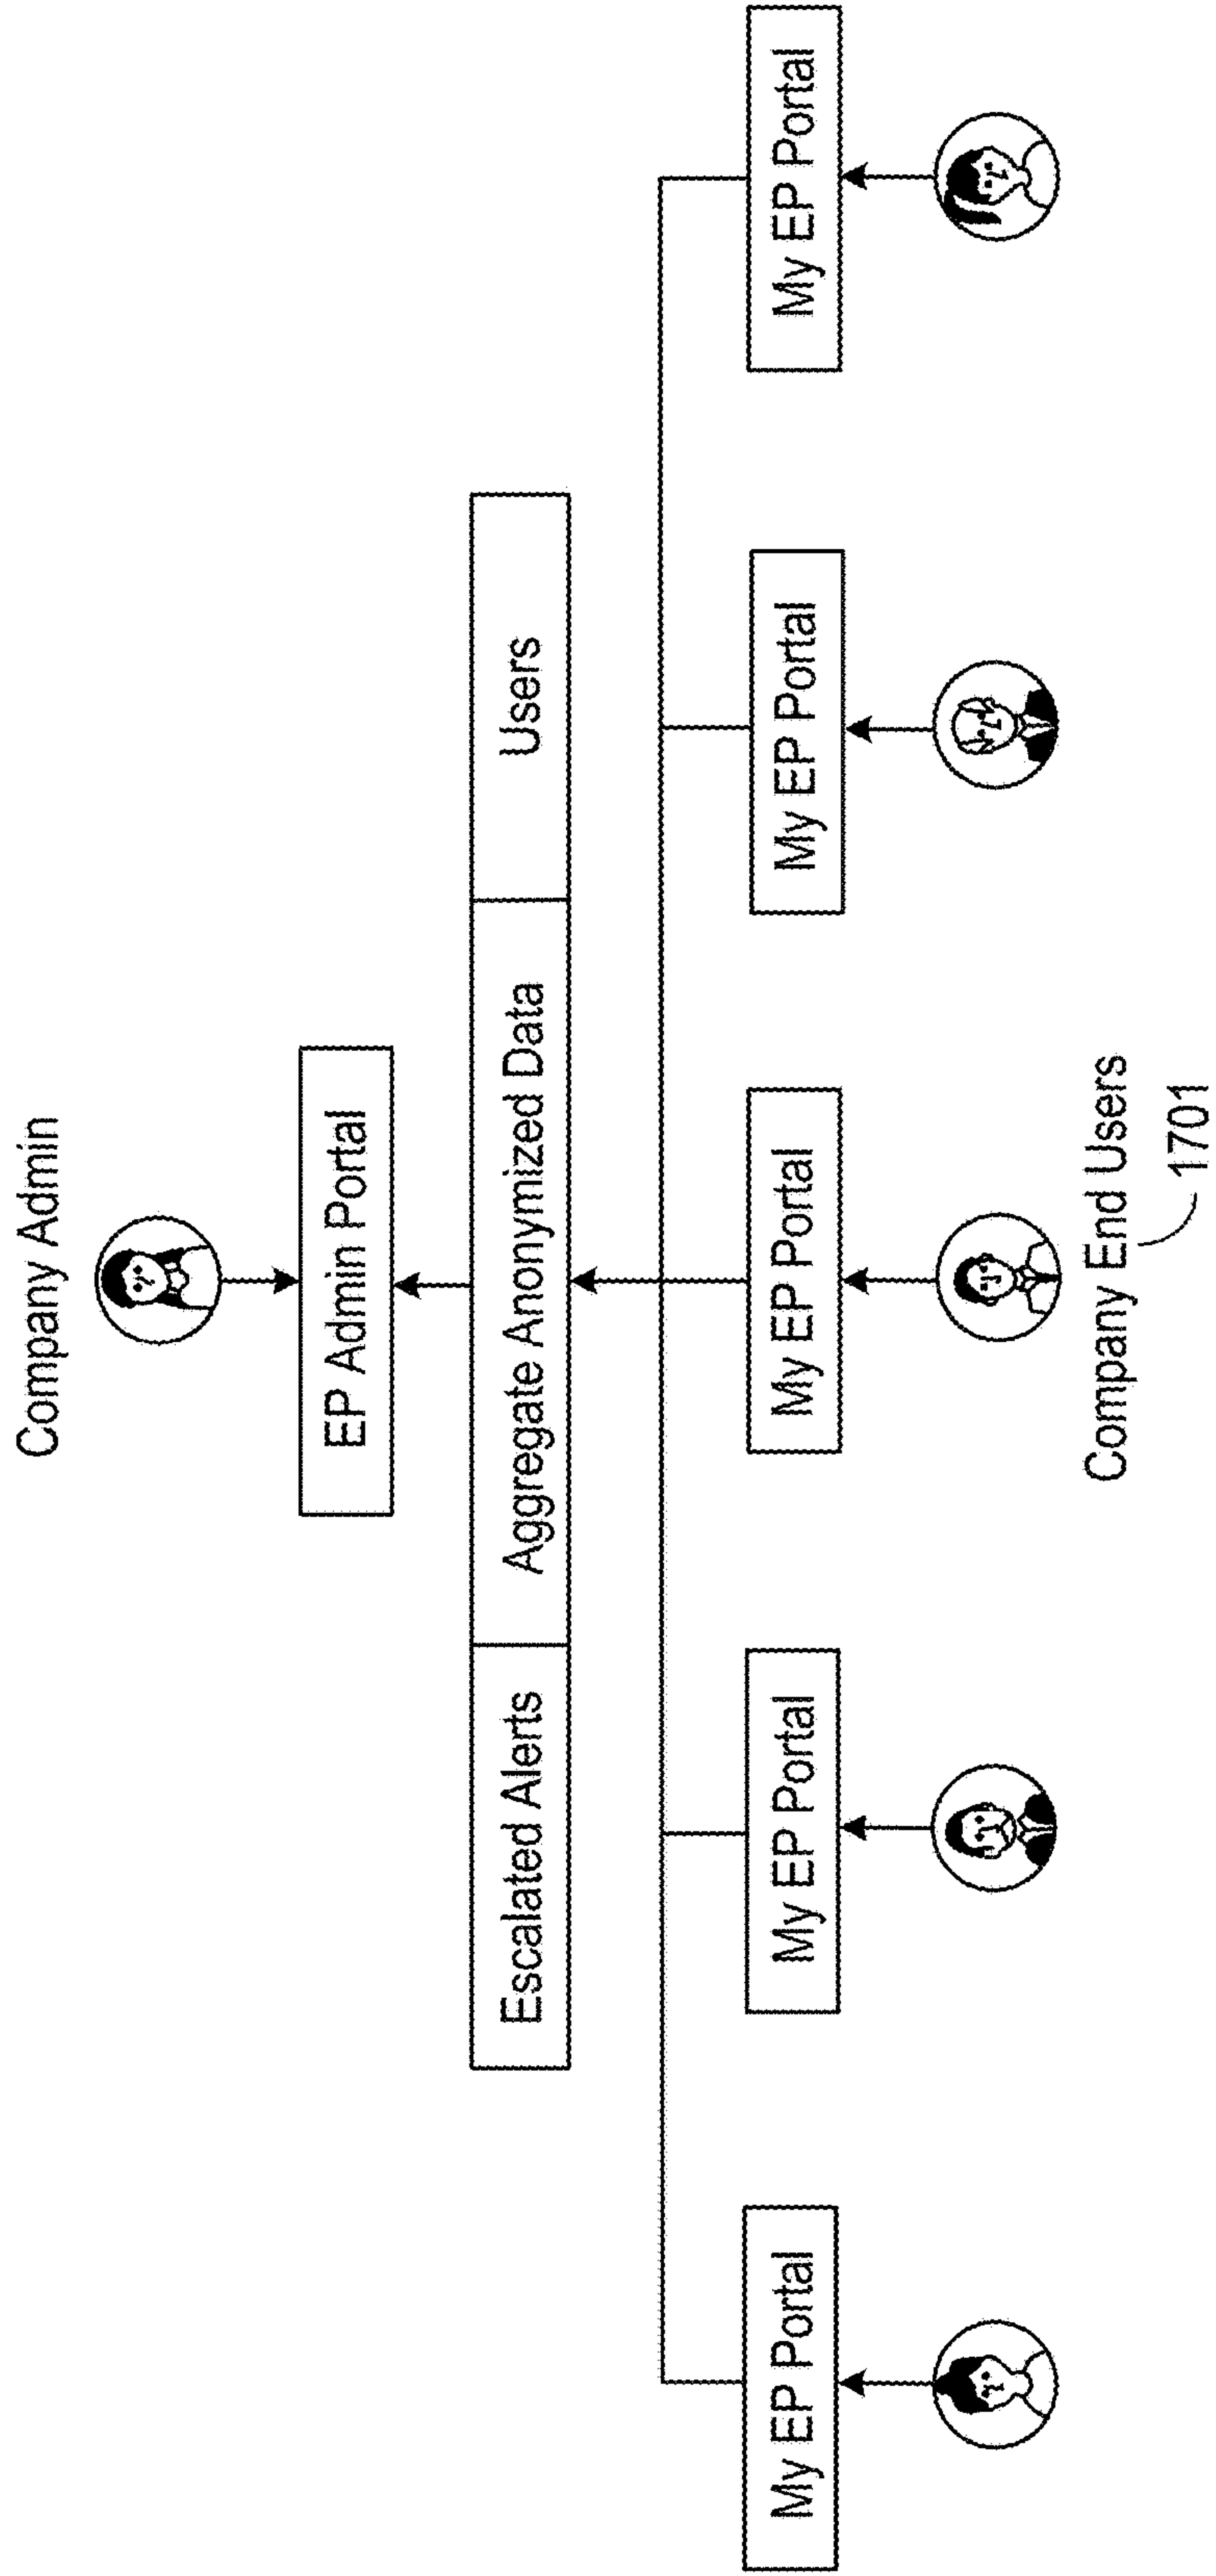 Company Admin
EP Admin Portal
Escalated Alerts
Aggregate Anonymized Data
Users
My EP Portal
My EP Portal
My EP Portal
My EP Portal
My EP Portal
Company End Users
1701